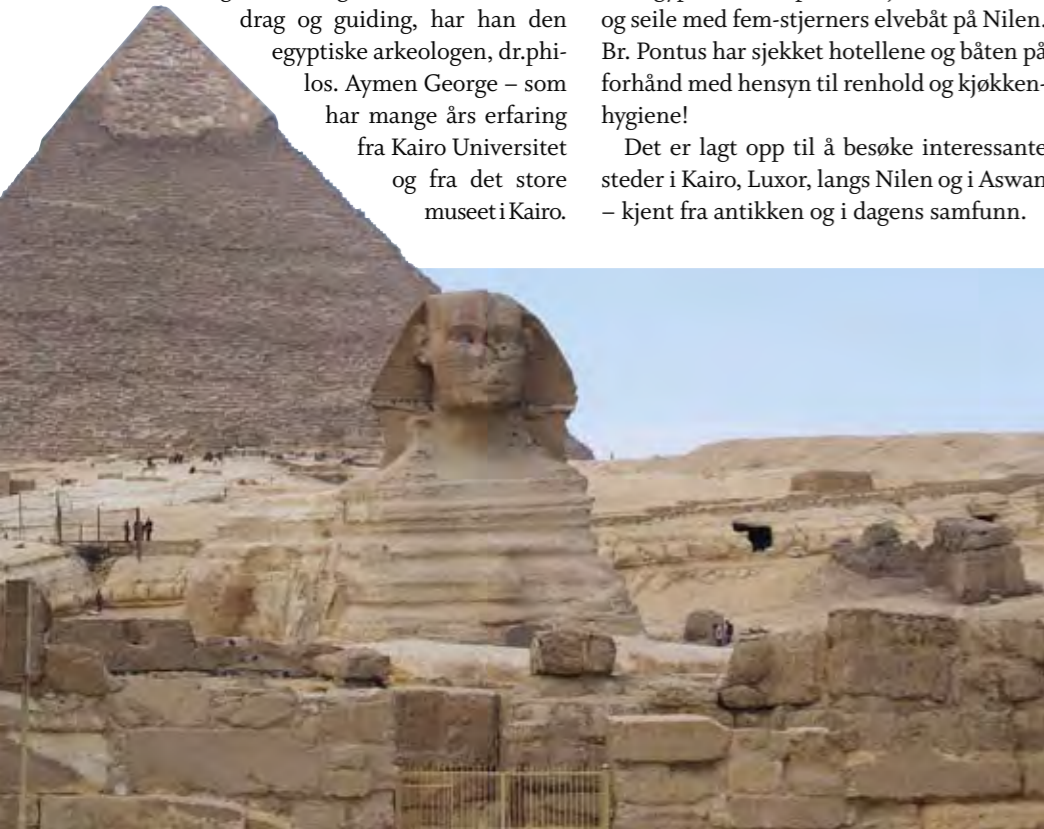 drag og guiding, har han den
egyptiske arkeologen, dr.phi-
los. Aymen George – som
har mange års erfaring
fra Kairo Universitet
og fra det store
museet i Kairo.
og seile med fem-stjerners elvebåt på Nilen.
Br. Pontus har sjekket hotellene og båten på
forhånd med hensyn til renhold og kjøkken-
hygiene!
Det er lagt opp til å besøke interessante
steder i Kairo, Luxor, langs Nilen og i Aswan
– kjent fra antikken og i dagens samfunn.